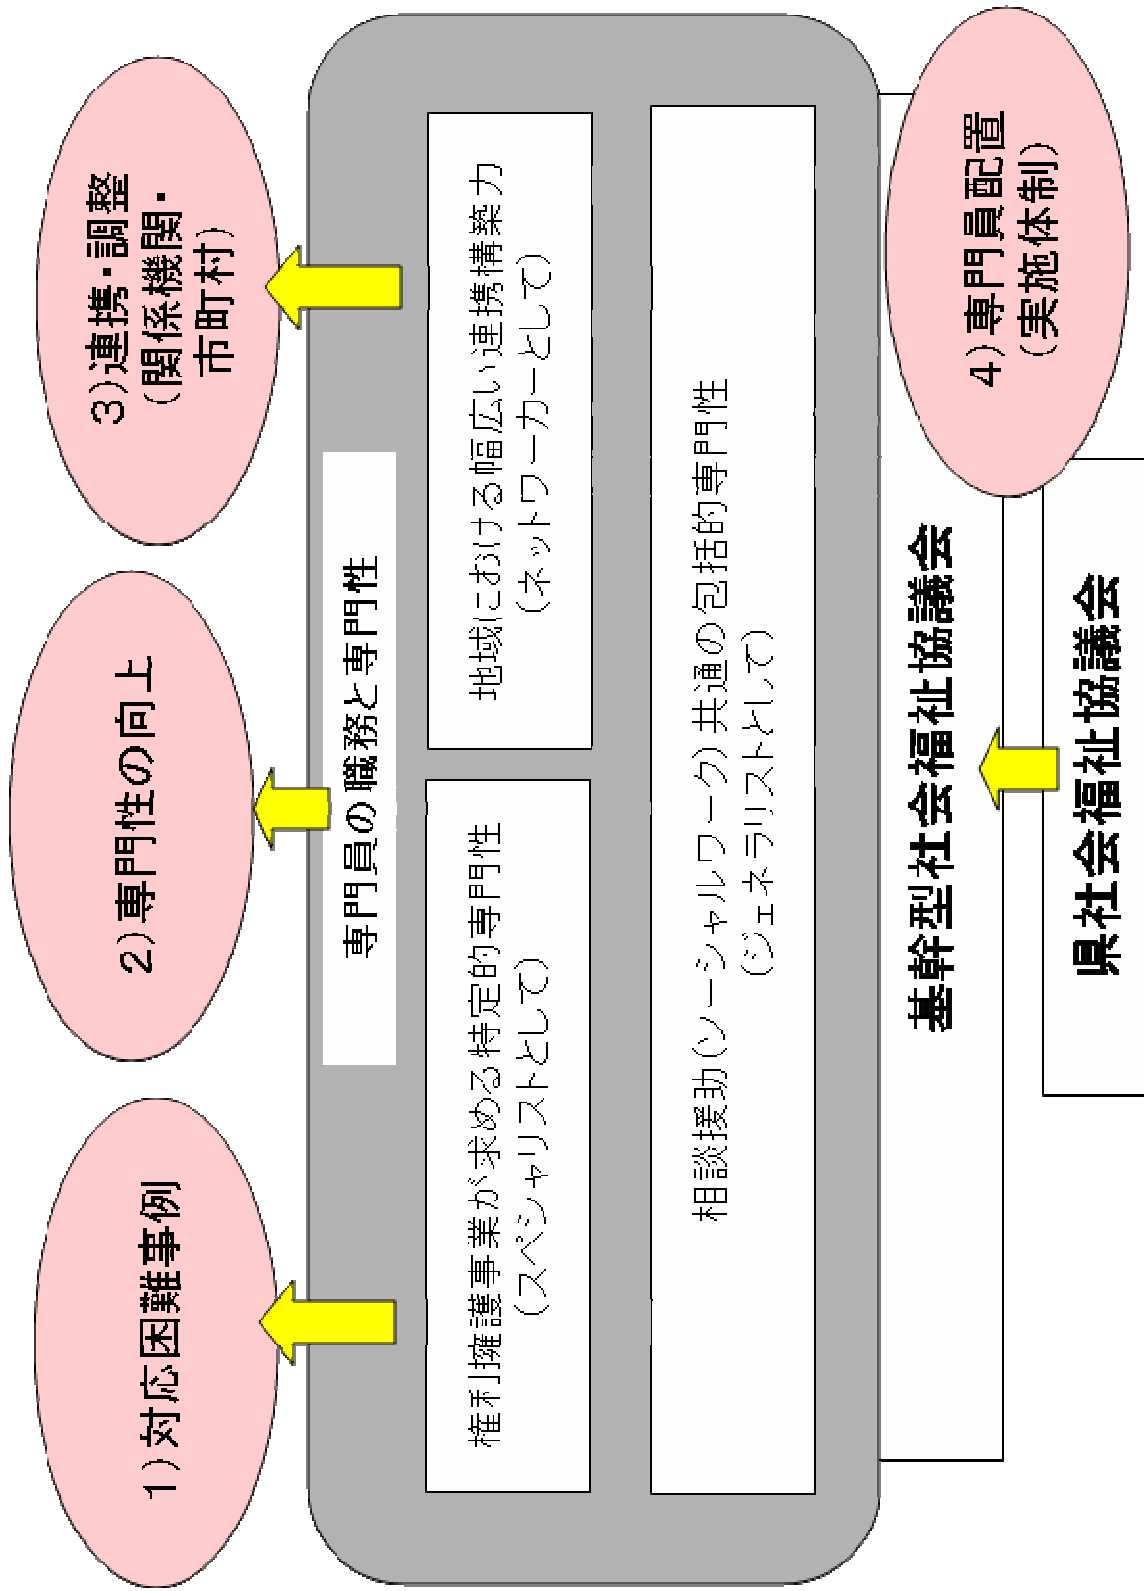 1)対応困難事例
2)専門性の向上
3)連携・調整
(関係機関・
市町村)
専門員の職務と専門性
権利擁護事業が求める特定的専門性
(スペシャリストとして)
地域における幅広い連携構築力
(ネットワーカーとして)
相談援助(ソーシャルワーク)共通の包括的専門性
(ジェネラリストとして)
基幹型社会福祉協議会
4)専門員配置
(実施体制)
県社会福祉協議会